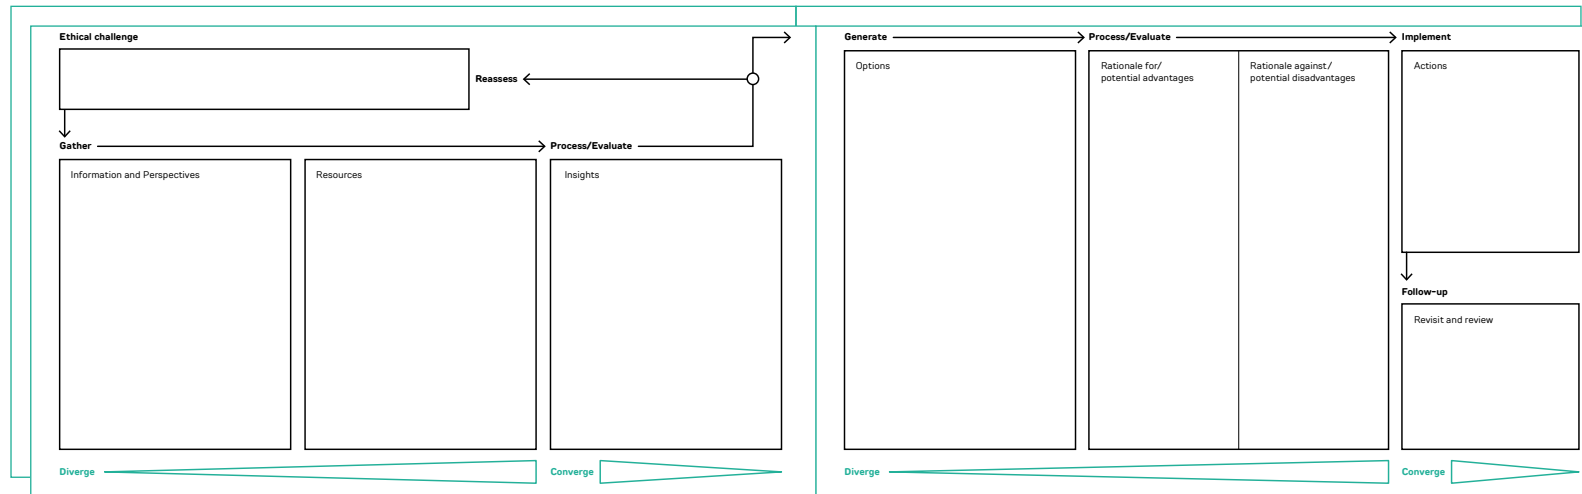 Ethical challenge
Reassess
Gather
Process/Evaluate
Information and Perspectives
Resources
Insights
Diverge
Converge
Generate
Process/Evaluate
Implement
Options
Rationale for/
potential advantages
Rationale against/
potential disadvantages
Actions
Follow-up
Revisit and review
Diverge
Converge